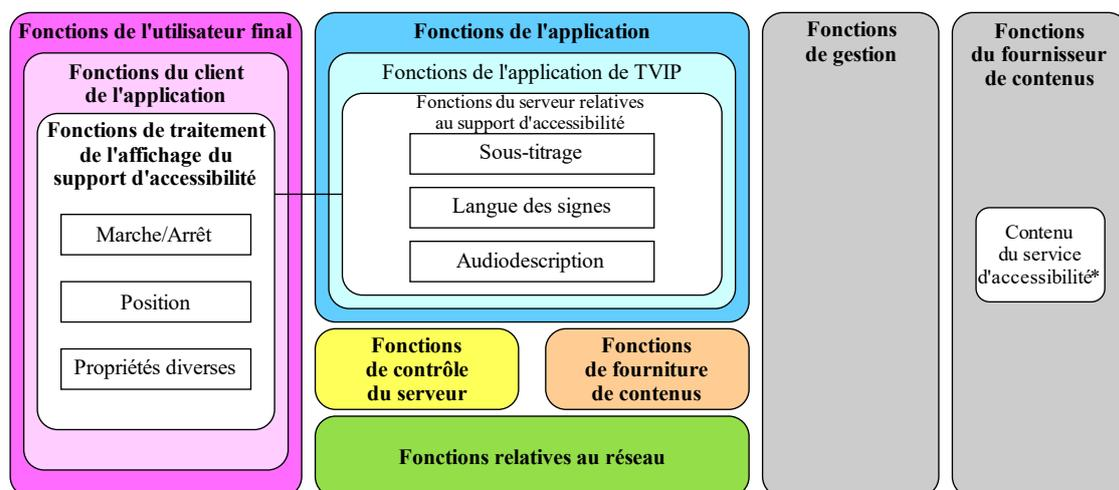 Fonctions de l'utilisateur final
Fonctions du client
de l'application
Fonctions de traitement
de l'affichage du
support d'accessibilité
Marche/Arrêt
Position
Propriétés diverses
Fonctions de l'application
Fonctions de l'application de TVIP
Fonctions du serveur relatives
au support d'accessibilité
Sous-titrage
Langue des signes
Audiodescription
Fonctions
de contrôle
du serveur
Fonctions
de fourniture
de contenus
Fonctions relatives au réseau
Fonctions
de gestion
Fonctions
du fournisseur
de contenus
Contenu
du service
d'accessibilité*